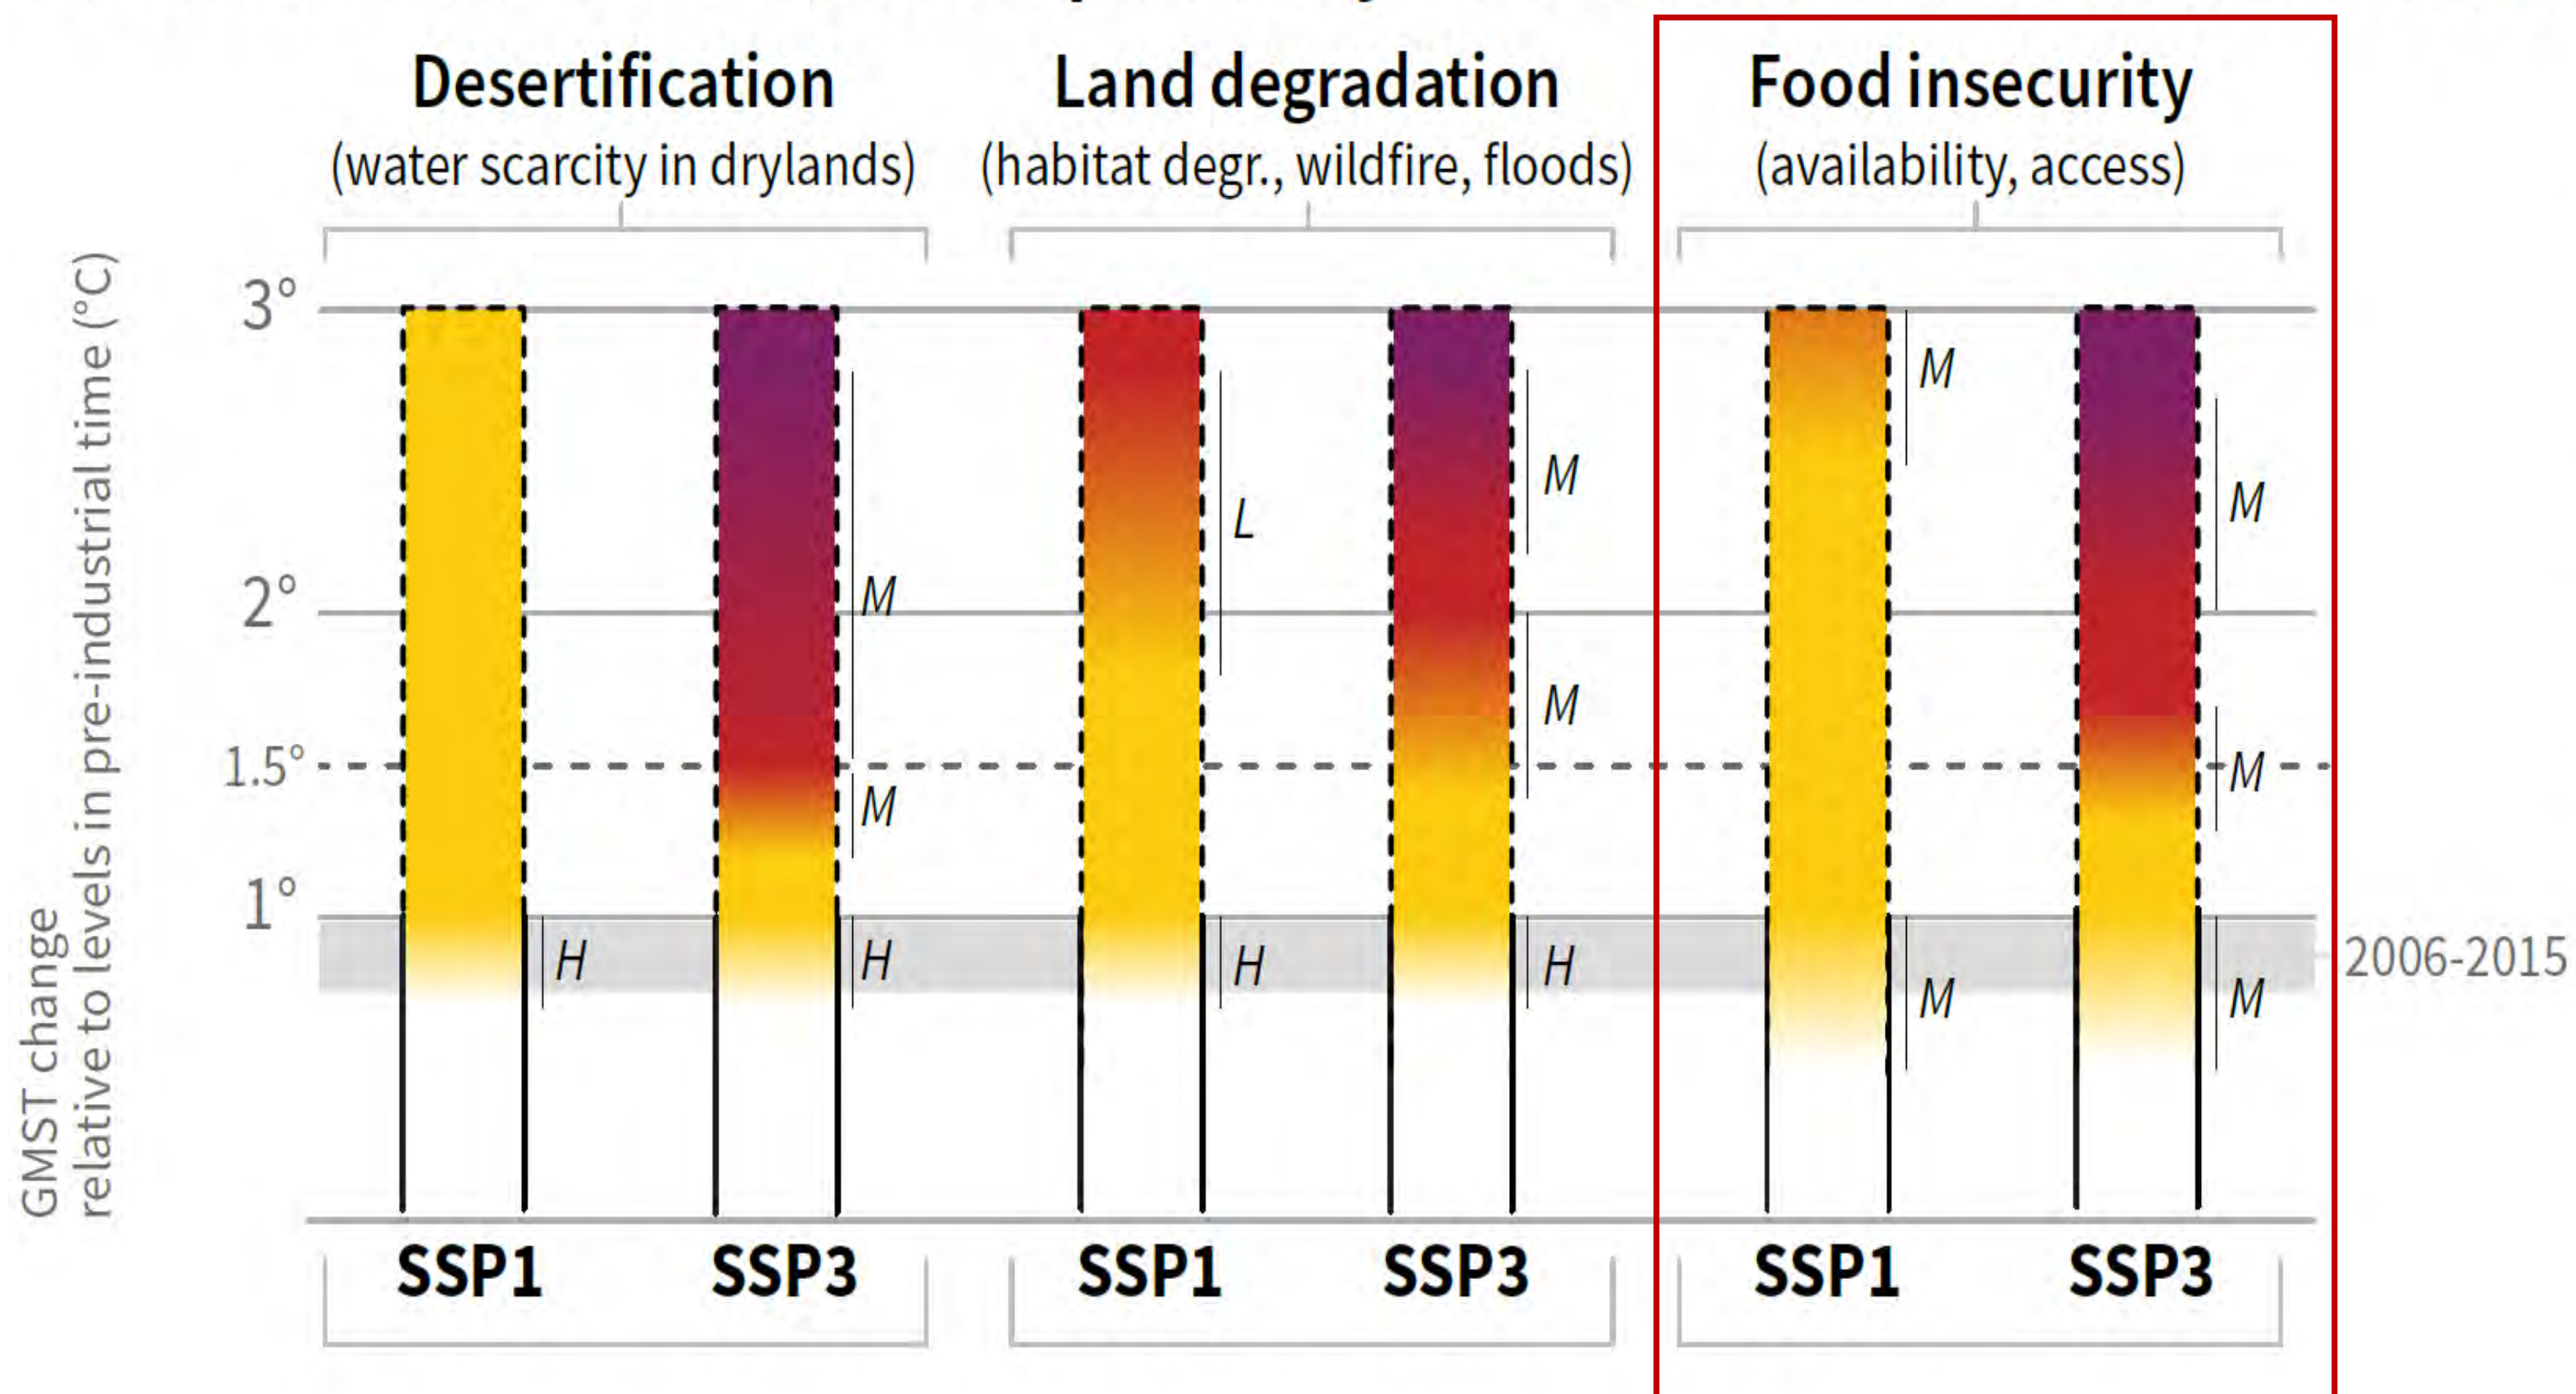 Desertification
(water scarcity in drylands)
Land degradation
(habitat degr., wildfire, floods)
Food insecurity
(availability, access)
GMST change
relative to levels in pre-industrial time (°C)
3°
2°
1.5°
1°
M
M
H
H
L
H
M
M
H
M
M
M
M
M
2006-2015
SSP1
SSP3
SSP1
SSP3
SSP1
SSP3